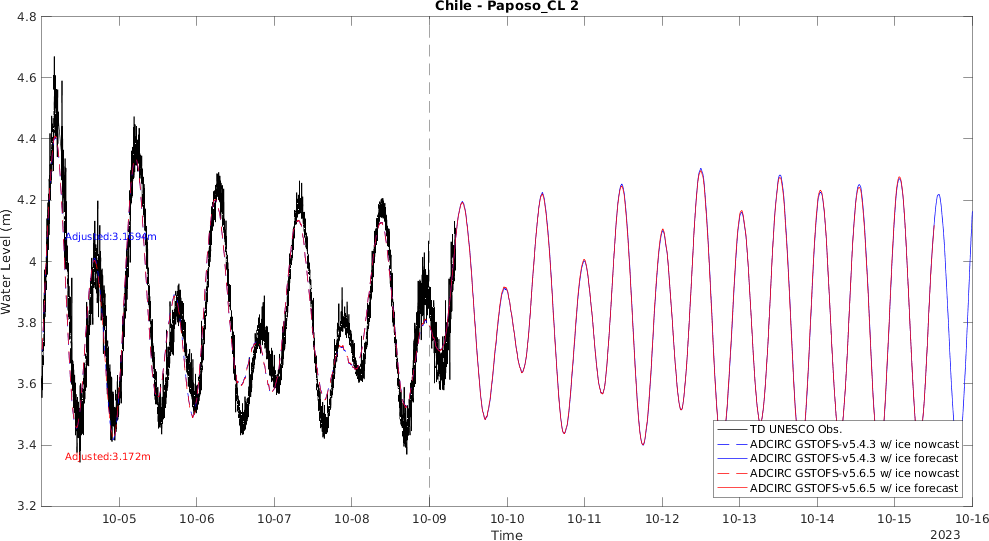 Chile - Paposo_CL 2
Water Level (m)
4.8
4.6
4.4
4.2
4
3.8
3.6
3.4
3.2
Adjusted:3.1694m
Adjusted:3.172m
TD UNESCO Obs.
ADCIRC GSTOFS-v5.4.3 w/ ice nowcast
ADCIRC GSTOFS-v5.4.3 w/ ice forecast
ADCIRC GSTOFS-v5.6.5 w/ ice nowcast
ADCIRC GSTOFS-v5.6.5 w/ ice forecast
10-05 10-06 10-07 10-08 10-09 10-10 10-11 10-12 10-13 10-14 10-15 10-16
Time
2023